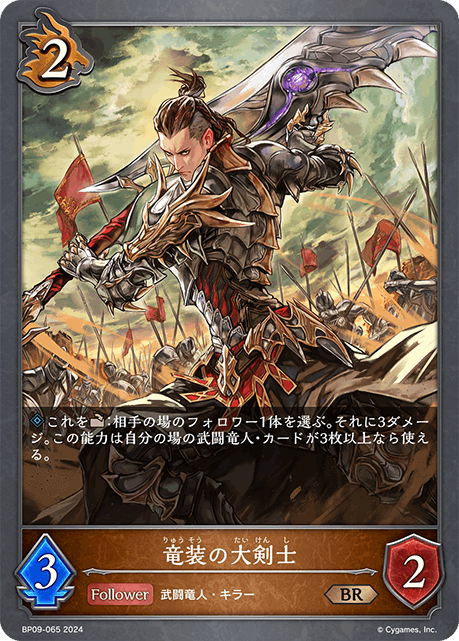 2
これを:相手の場のフォロワー1体を選ぶ。それに3ダメー
ジ。この能力は自分の場の武闘竜人・カードが3枚以上なら使え
る。
りゅう そう たい けん し
竜装の大剣士
3
Follower 武闘竜人・キラー BR
2
BP09-065 2024 © Cygames, Inc.